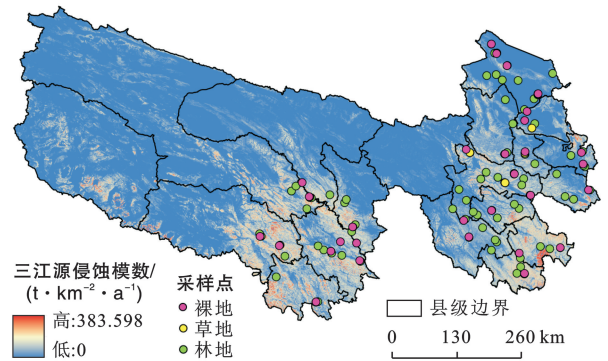 三江源侵蚀模数/
(t·km⁻²·a⁻¹)
高:383.598
低:0
采样点
裸地
草地
林地
县级边界
0 130 260 km